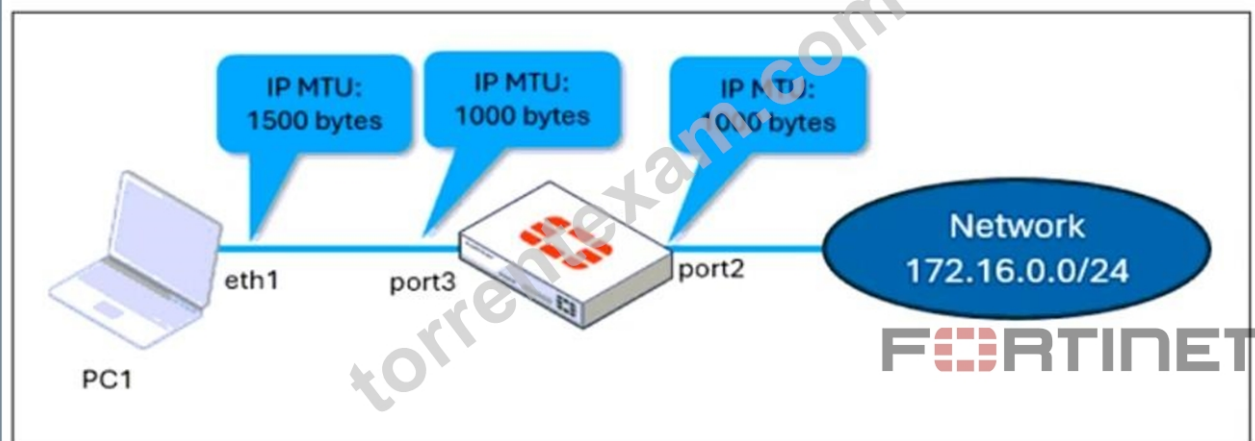 IP MTU:
1500 bytes
IP MTU:
1000 bytes
IP MTU:
1000 bytes
eth1
port3
port2
Network
172.16.0.0/24
PC1
FORTINET
torrentexam.com